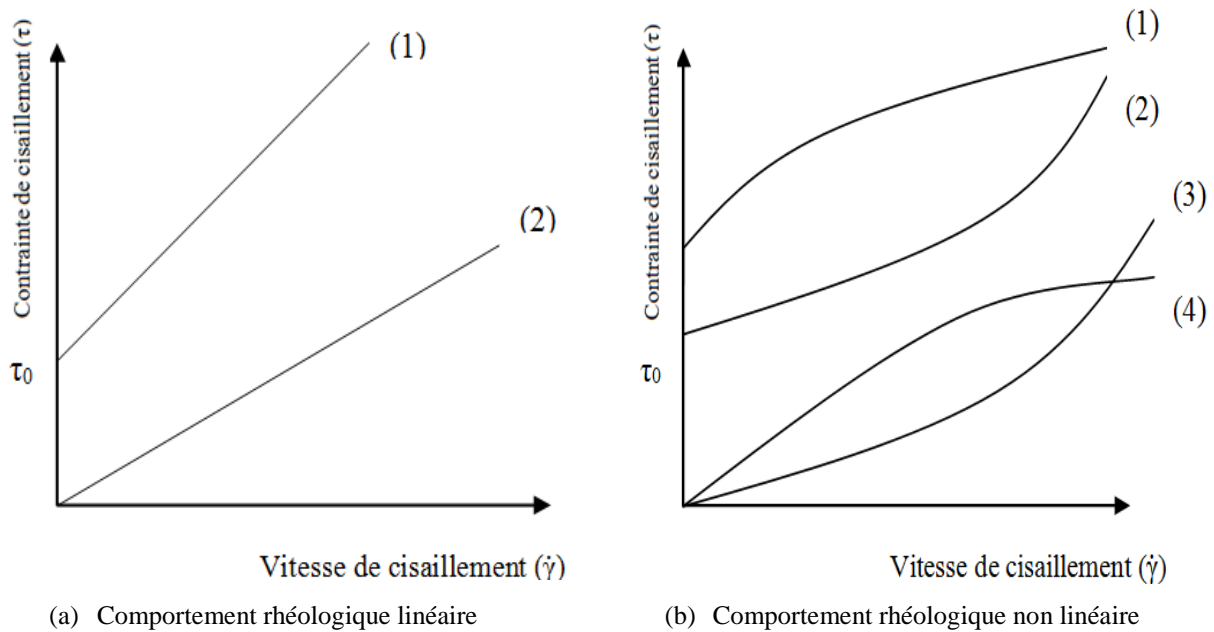 Contrainte de cisaillement (τ)
(1)
(2)
τ0
Vitesse de cisaillement (γ̇)
(a) Comportement rhéologique linéaire
Contrainte de cisaillement (τ)
(1)
(2)
(3)
(4)
τ0
Vitesse de cisaillement (γ̇)
(b) Comportement rhéologique non linéaire